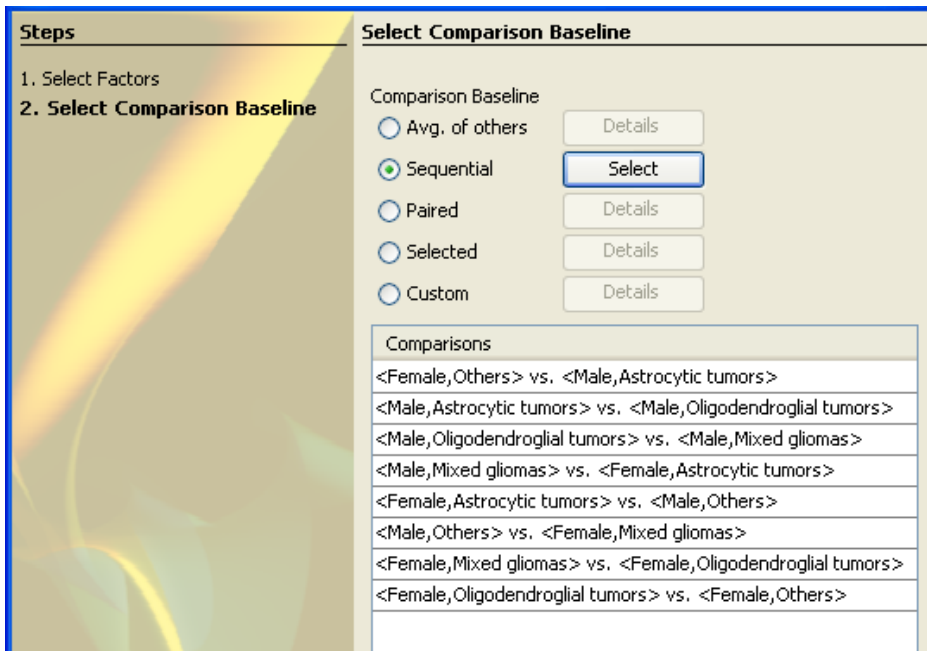 Steps
1. Select Factors
2. Select Comparison Baseline
Select Comparison Baseline
Comparison Baseline
Avg. of others Details
Sequential Select
Paired Details
Selected Details
Custom Details
Comparisons
<Female,Others> vs. <Male,Astrocytic tumors>
<Male,Astrocytic tumors> vs. <Male,Oligodendroglial tumors>
<Male,Oligodendroglial tumors> vs. <Male,Mixed gliomas>
<Male,Mixed gliomas> vs. <Female,Astrocytic tumors>
<Female,Astrocytic tumors> vs. <Male,Others>
<Male,Others> vs. <Female,Mixed gliomas>
<Female,Mixed gliomas> vs. <Female,Oligodendroglial tumors>
<Female,Oligodendroglial tumors> vs. <Female,Others>